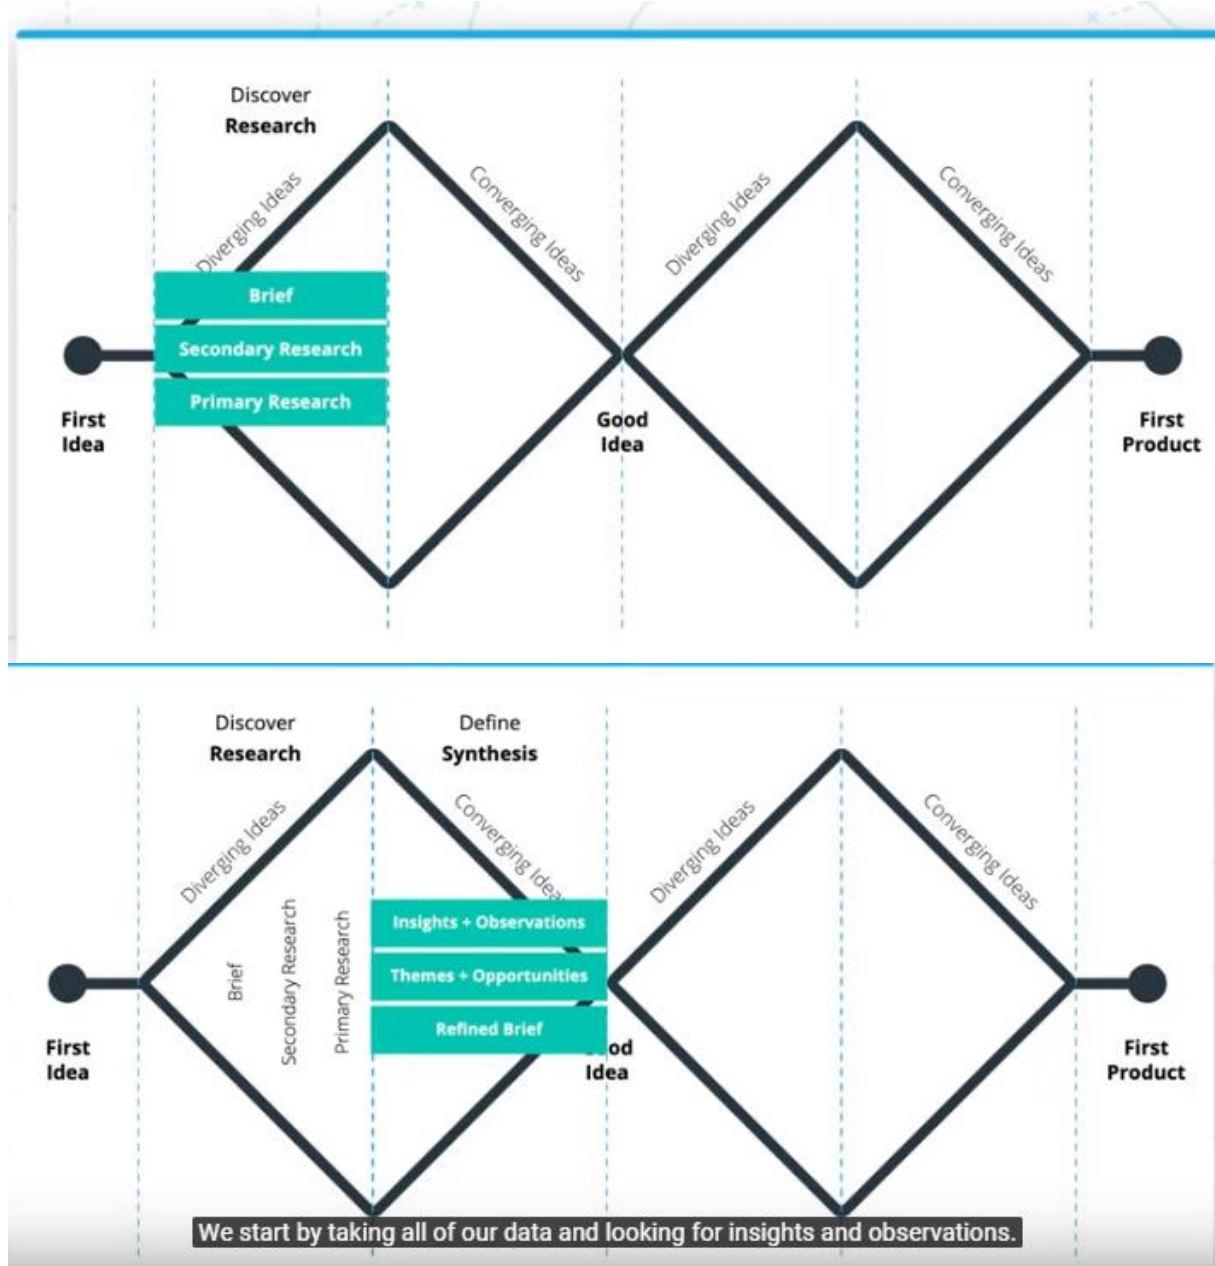 Discover
Research
Diverging Ideas
Converging Ideas
Diverging Ideas
Converging Ideas
Brief
Secondary Research
Primary Research
First
Idea
Good
Idea
First
Product
Discover
Research
Define
Synthesis
Diverging Ideas
Converging Ideas
Diverging Ideas
Converging Ideas
Brief
Secondary Research
Primary Research
Insights + Observations
Themes + Opportunities
Refined Brief
First
Idea
od
Idea
First
Product
We start by taking all of our data and looking for insights and observations.